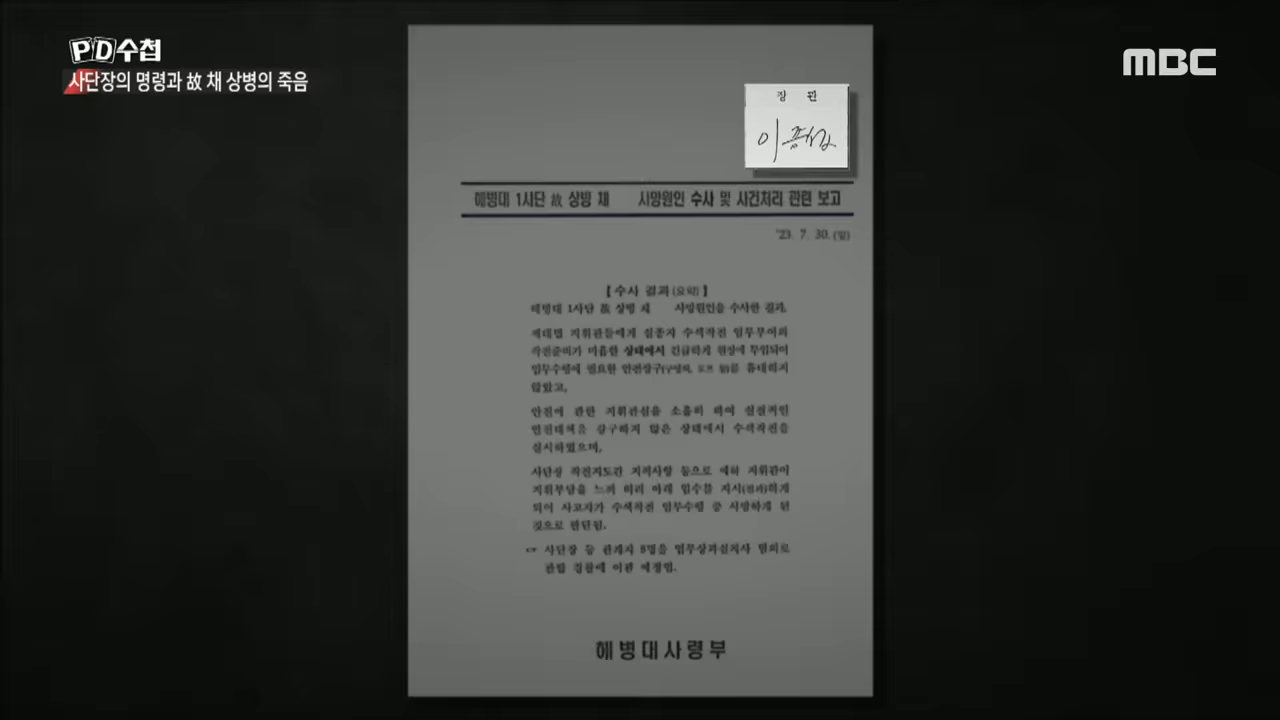 PD수첩
사단장의 명령과 故 채 상병의 죽음
MBC
장 관
해병대 1사단 故 상병 채 사망원인 수사 및 사건처리 관련 보고
'23. 7. 30.(일)
【수사 결과(요약)】
해병대 1사단 故 상병 채 사망원인을 수사한 결과,
제대별 지휘관들에게 실종자 수색작전 임무부여와
작전준비가 미흡한 상태에서 긴급하게 현장에 투입되어
임무수행에 필요한 안전장구(구명의, 로프 등)를 휴대하지
않았고,
안전에 관한 지휘관심을 소홀히 하여 실질적인
안전대책을 강구하지 않은 상태에서 수색작전을
실시하였으며,
사단장 작전지도간 지적사항 등으로 예하 지휘관이
지휘부담을 느껴 허리 아래 입수를 지시(결과)하게
되어 사고자가 수색작전 임무수행 중 사망하게 된
것으로 판단됨.
☞ 사단장 등 관계자 8명을 업무상과실치사 혐의로
관할 경찰에 이관 예정임.
해병대사령부